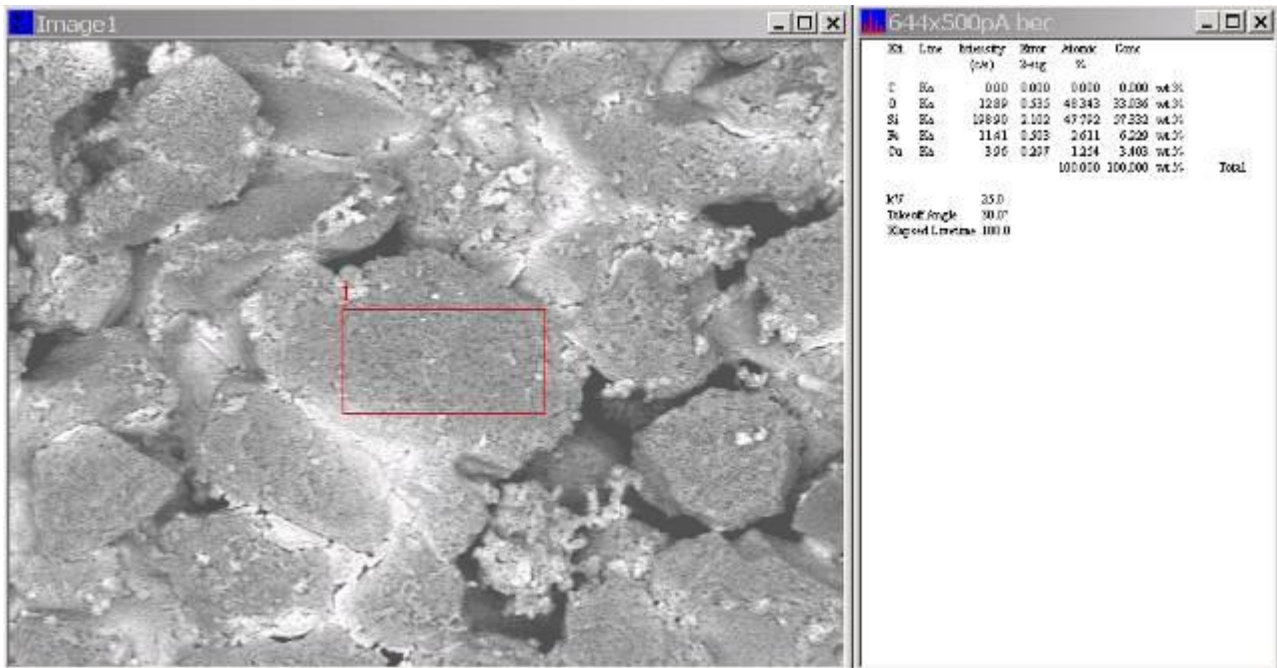 Image1
1
644x500pA hec
Elt. Line Intensity Error Atomic Conc
(c/s) 2-sig %
C Ka 0.00 0.000 0.000 0.000 wt.%
O Ka 12.89 0.535 48.343 33.036 wt.%
Si Ka 198.90 2.102 47.792 57.332 wt.%
Fe Ka 11.41 0.503 2.611 6.229 wt.%
Cu Ka 3.96 0.297 1.254 3.403 wt.%
100.000 100.000 wt.% Total
kV 25.0
Takeoff Angle 30.0°
Elapsed Livetime 100.0